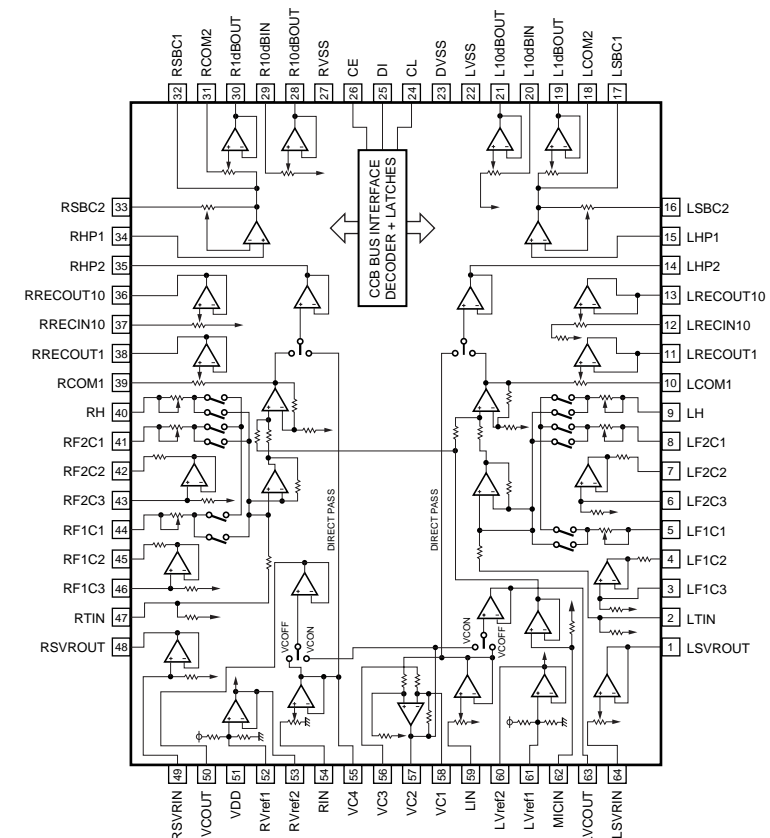 RSBC1
RCOM2
R1dBOUT
R10dBIN
R10dBOUT
RVSS
CE
DI
CL
DVSS
LVSS
L10dBOUT
L10dBIN
L1dBOUT
LCOM2
LSBC1
32
31
30
29
28
27
26
25
24
23
22
21
20
19
18
17
CCB BUS INTERFACE
DECODER + LATCHES
RSBC2 33
RHP1 34
RHP2 35
RRECOUT10 36
RRECIN10 37
RRECOUT1 38
RCOM1 39
RH 40
RF2C1 41
RF2C2 42
RF2C3 43
RF1C1 44
RF1C2 45
RF1C3 46
RTIN 47
RSVROUT 48
16 LSBC2
15 LHP1
14 LHP2
13 LRECOUT10
12 LRECIN10
11 LRECOUT1
10 LCOM1
9 LH
8 LF2C1
7 LF2C2
6 LF2C3
5 LF1C1
4 LF1C2
3 LF1C3
2 LTIN
1 LSVROUT
DIRECT PASS
DIRECT PASS
VCOFF
VCON
VCON
VCOFF
49
50
51
52
53
54
55
56
57
58
59
60
61
62
63
64
RSVRIN
VCOUT
VDD
RVref1
RVref2
RIN
VC4
VC3
VC2
VC1
LIN
LVref2
LVref1
MICIN
LVCOUT
LSVRIN